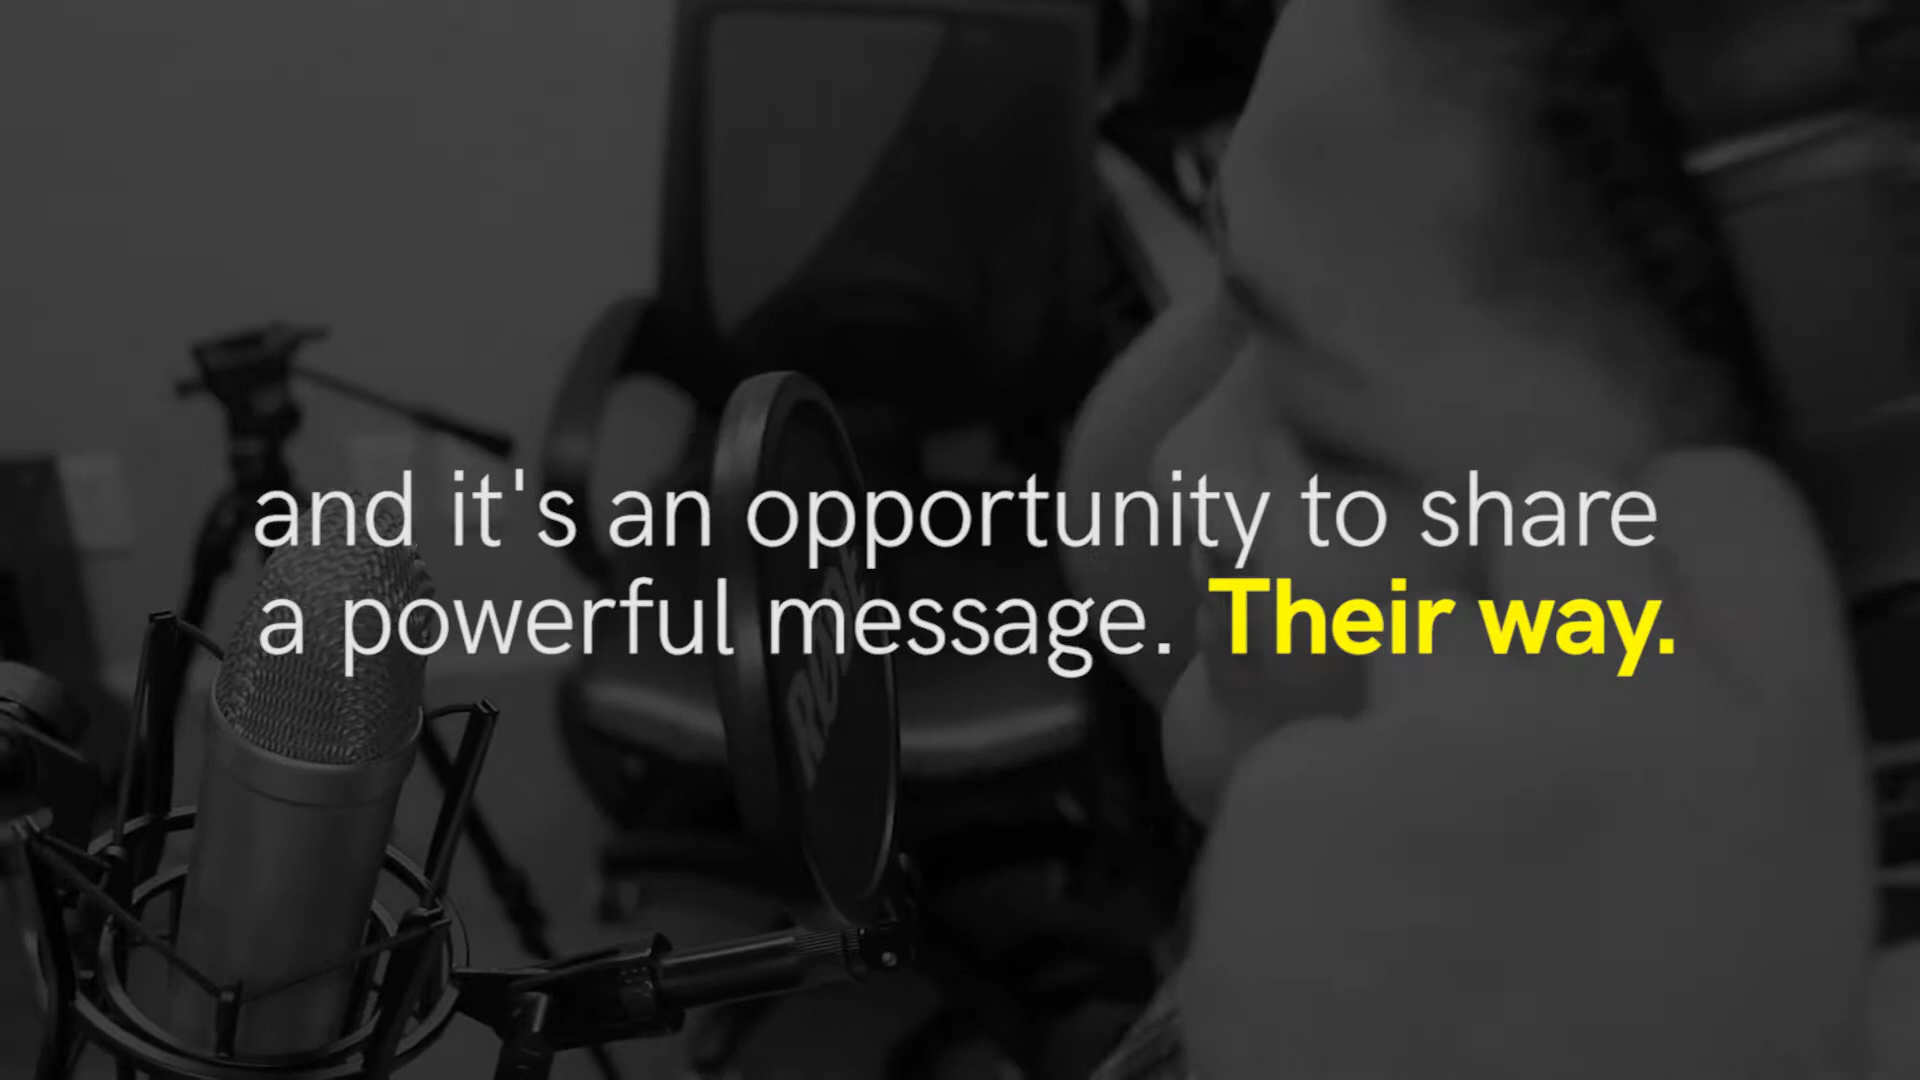 and it's an opportunity to share
a powerful message. Their way.